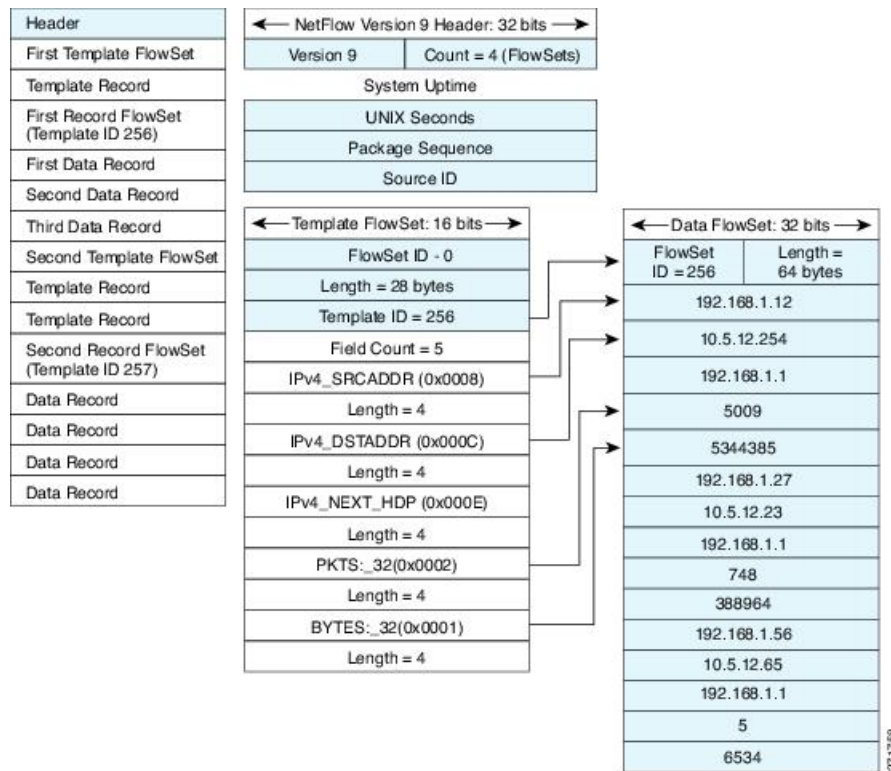 Header
First Template FlowSet
Template Record
First Record FlowSet
(Template ID 256)
First Data Record
Second Data Record
Third Data Record
Second Template FlowSet
Template Record
Template Record
Second Record FlowSet
(Template ID 257)
Data Record
Data Record
Data Record
Data Record
NetFlow Version 9 Header: 32 bits
Version 9
Count = 4 (FlowSets)
System Uptime
UNIX Seconds
Package Sequence
Source ID
Template FlowSet: 16 bits
FlowSet ID - 0
Length = 28 bytes
Template ID = 256
Field Count = 5
IPv4_SRCADDR (0x0008)
Length = 4
IPv4_DSTADDR (0x000C)
Length = 4
IPv4_NEXT_HDP (0x000E)
Length = 4
PKTS:_32(0x0002)
Length = 4
BYTES:_32(0x0001)
Length = 4
Data FlowSet: 32 bits
FlowSet
ID = 256
Length =
64 bytes
192.168.1.12
10.5.12.254
192.168.1.1
5009
5344385
192.168.1.27
10.5.12.23
192.168.1.1
748
388964
192.168.1.56
10.5.12.65
192.168.1.1
5
6534